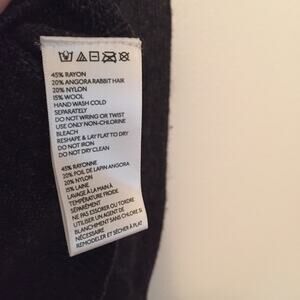 45% RAYON
20% ANGORA RABBIT HAIR
20% NYLON
15% WOOL
HAND WASH COLD
SEPARATELY
DO NOT WRING OR TWIST
USE ONLY NON-CHLORINE
BLEACH
RESHAPE & LAY FLAT TO DRY
DO NOT IRON
DO NOT DRY CLEAN
45% RAYONNE
20% POIL DE LAPIN ANGORA
20% NYLON
15% LAINE
LAVAGE À LA MAIN À
TEMPÉRATURE FROIDE
SÉPARÉMENT
NE PAS ESSORER OU TORDRE
UTILISER UN AGENT DE
BLANCHIMENT SANS CHLORE SI
NÉCESSAIRE
REMODELER ET SÉCHER À PLAT